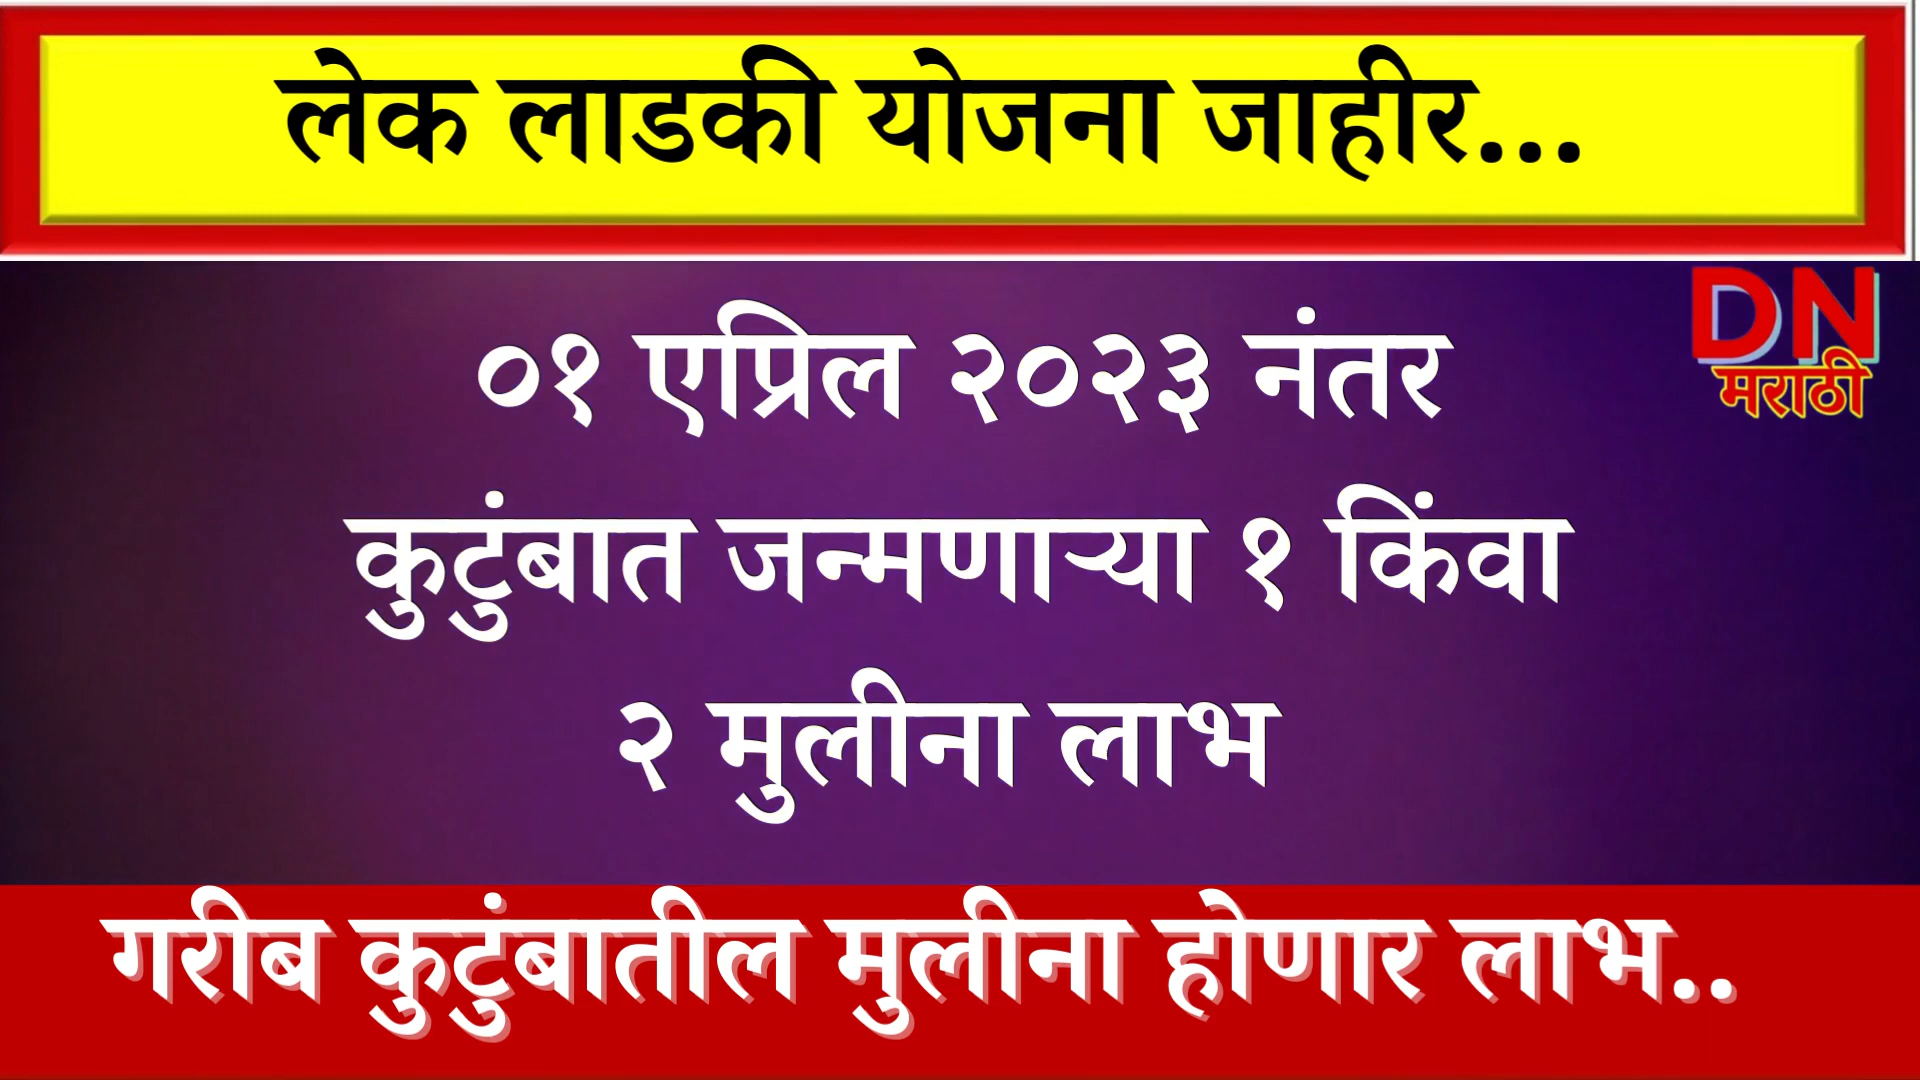 लेक लाडकी योजना जाहीर...
DN
मराठी
०१ एप्रिल २०२३ नंतर
कुटुंबात जन्मणाऱ्या १ किंवा
२ मुलीना लाभ
गरीब कुटुंबातील मुलीना होणार लाभ..